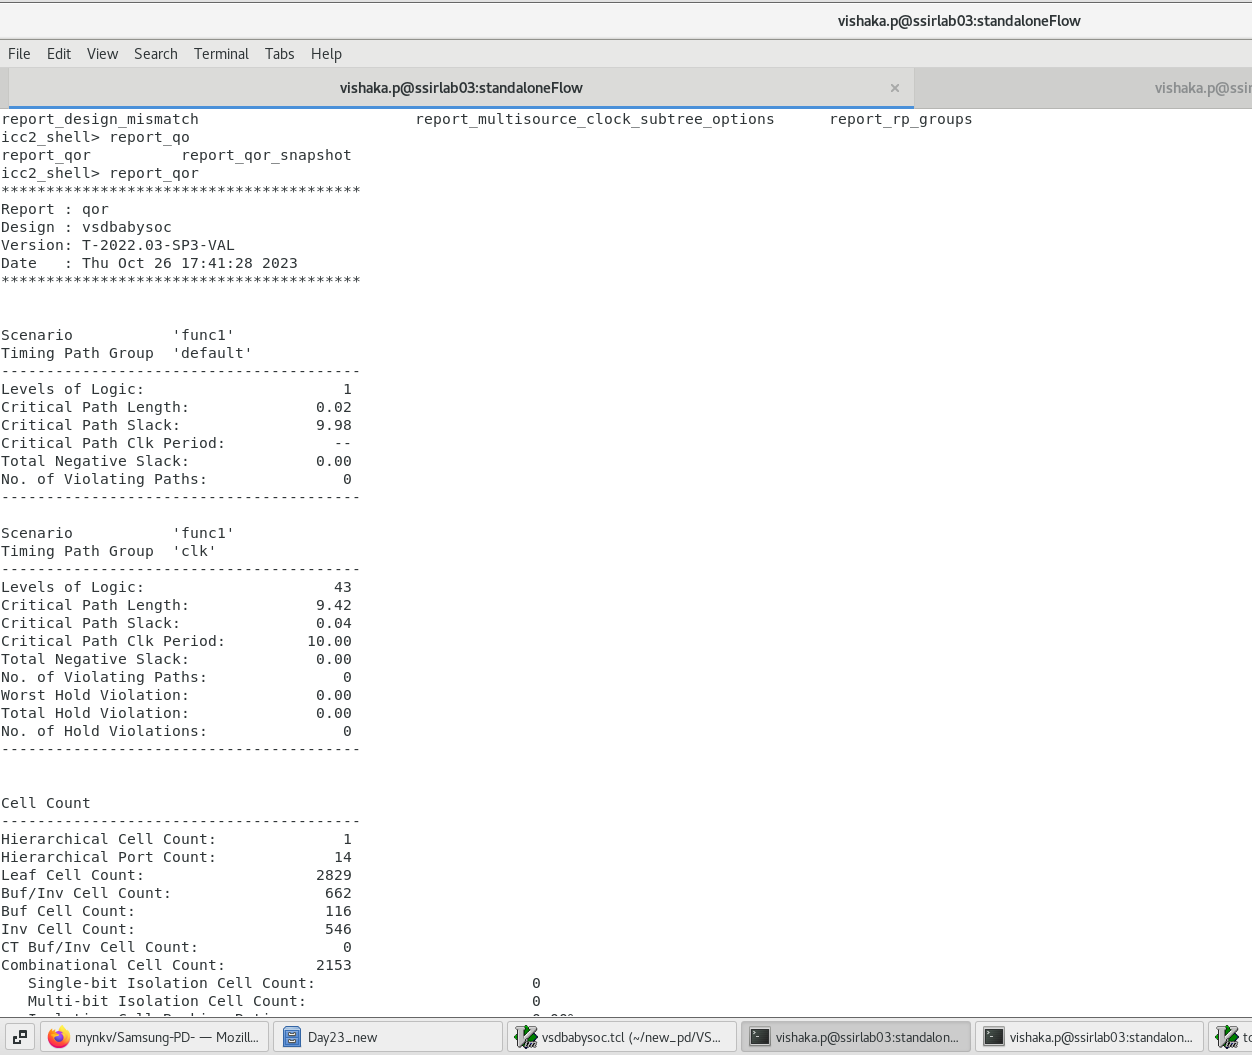 vishaka.p@ssirlab03:standaloneFlow
File Edit View Search Terminal Tabs Help
vishaka.p@ssirlab03:standaloneFlow × vishaka.p@ssir
report_design_mismatch report_multisource_clock_subtree_options report_rp_groups
icc2_shell> report_qo
report_qor report_qor_snapshot
icc2_shell> report_qor
****************************************
Report : qor
Design : vsdbabysoc
Version: T-2022.03-SP3-VAL
Date : Thu Oct 26 17:41:28 2023
****************************************
Scenario 'func1'
Timing Path Group 'default'
----------------------------------------
Levels of Logic: 1
Critical Path Length: 0.02
Critical Path Slack: 9.98
Critical Path Clk Period: --
Total Negative Slack: 0.00
No. of Violating Paths: 0
----------------------------------------
Scenario 'func1'
Timing Path Group 'clk'
----------------------------------------
Levels of Logic: 43
Critical Path Length: 9.42
Critical Path Slack: 0.04
Critical Path Clk Period: 10.00
Total Negative Slack: 0.00
No. of Violating Paths: 0
Worst Hold Violation: 0.00
Total Hold Violation: 0.00
No. of Hold Violations: 0
----------------------------------------
Cell Count
----------------------------------------
Hierarchical Cell Count: 1
Hierarchical Port Count: 14
Leaf Cell Count: 2829
Buf/Inv Cell Count: 662
Buf Cell Count: 116
Inv Cell Count: 546
CT Buf/Inv Cell Count: 0
Combinational Cell Count: 2153
Single-bit Isolation Cell Count: 0
Multi-bit Isolation Cell Count: 0
mynkv/Samsung-PD- — Mozill... Day23_new vsdbabysoc.tcl (~/new_pd/VS... vishaka.p@ssirlab03:standalon... vishaka.p@ssirlab03:standalon...